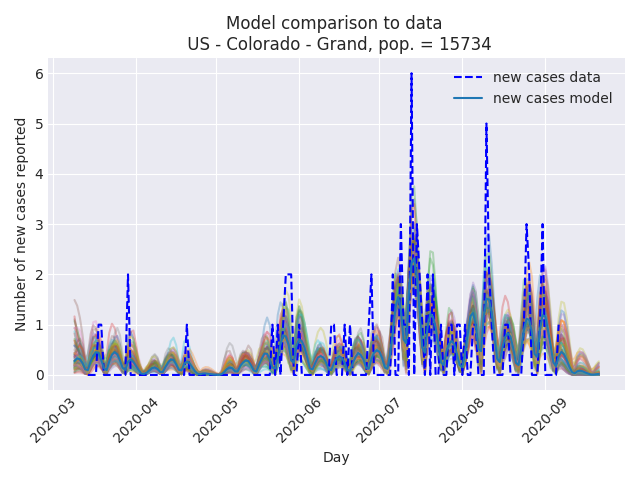 Model comparison to data
US - Colorado - Grand, pop. = 15734
Number of new cases reported
6
5
4
3
2
1
0
new cases data
new cases model
2020-03
2020-04
2020-05
2020-06
2020-07
2020-08
2020-09
Day